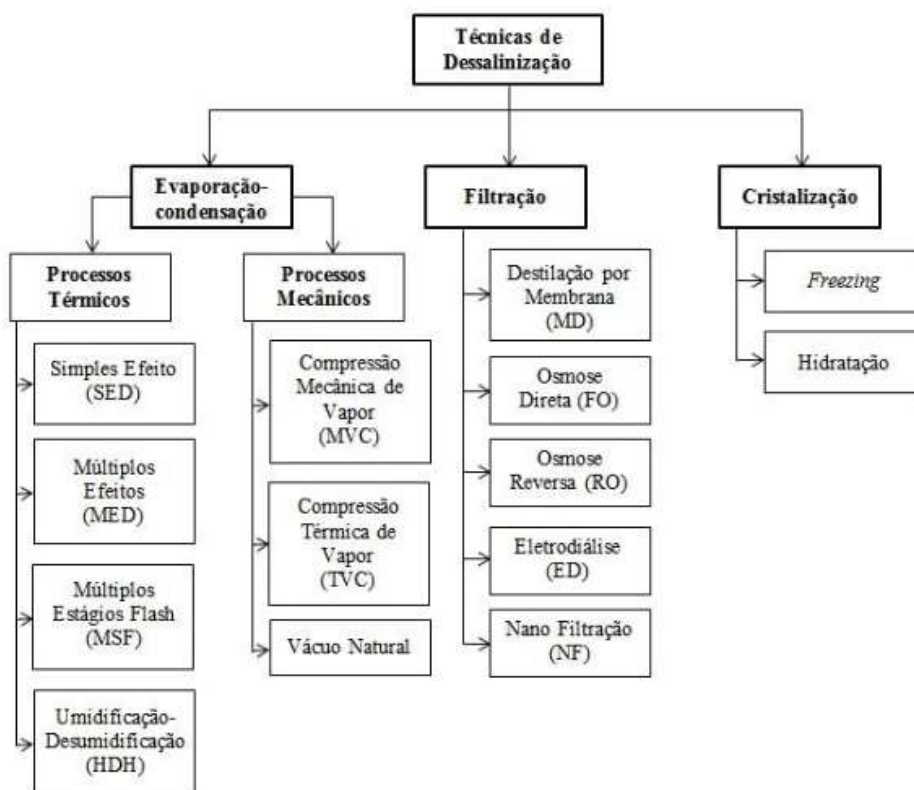 Técnicas de
Dessalinização
Evaporação-
condensação
Filtração
Cristalização
Processos
Térmicos
Processos
Mecânicos
Simples Efeito
(SED)
Múltiplos
Efeitos
(MED)
Múltiplos
Estágios Flash
(MSF)
Umidificação-
Desumidificação
(HDH)
Compressão
Mecânica de
Vapor
(MVC)
Compressão
Térmica de
Vapor
(TVC)
Vácuo Natural
Destilação por
Membrana
(MD)
Osmose
Direta (FO)
Osmose
Reversa (RO)
Eletrodiálise
(ED)
Nano Filtração
(NF)
Freezing
Hidratação